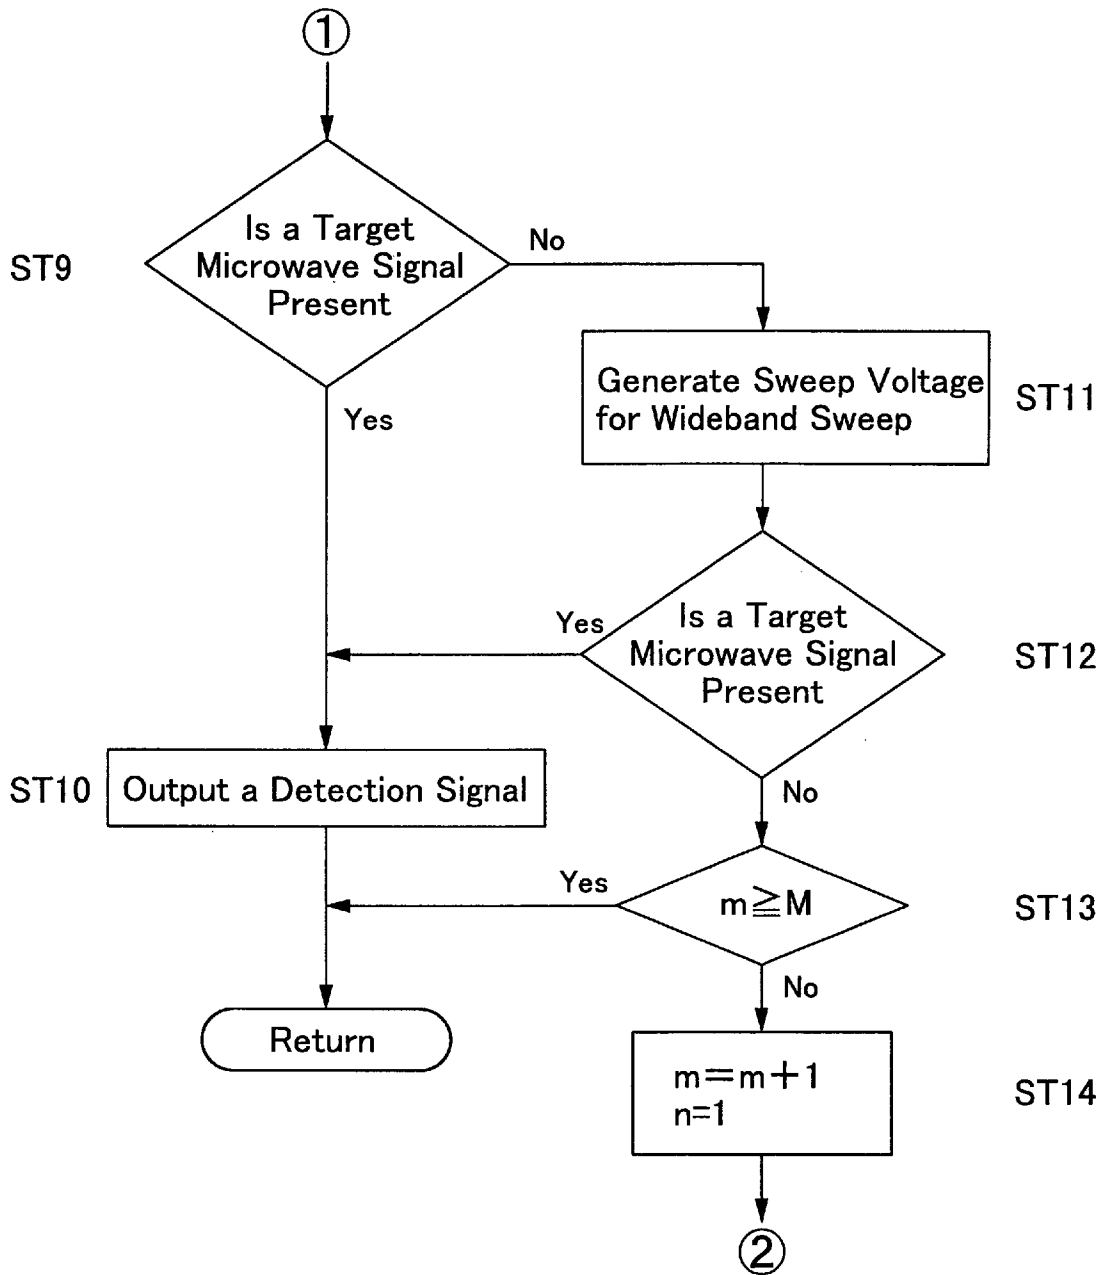 ①
ST9
Is a Target
Microwave Signal
Present
No
Yes
Generate Sweep Voltage
for Wideband Sweep
ST11
Yes
Is a Target
Microwave Signal
Present
ST12
No
ST10
Output a Detection Signal
Yes
m≧M
ST13
No
Return
m=m+1
n=1
ST14
②